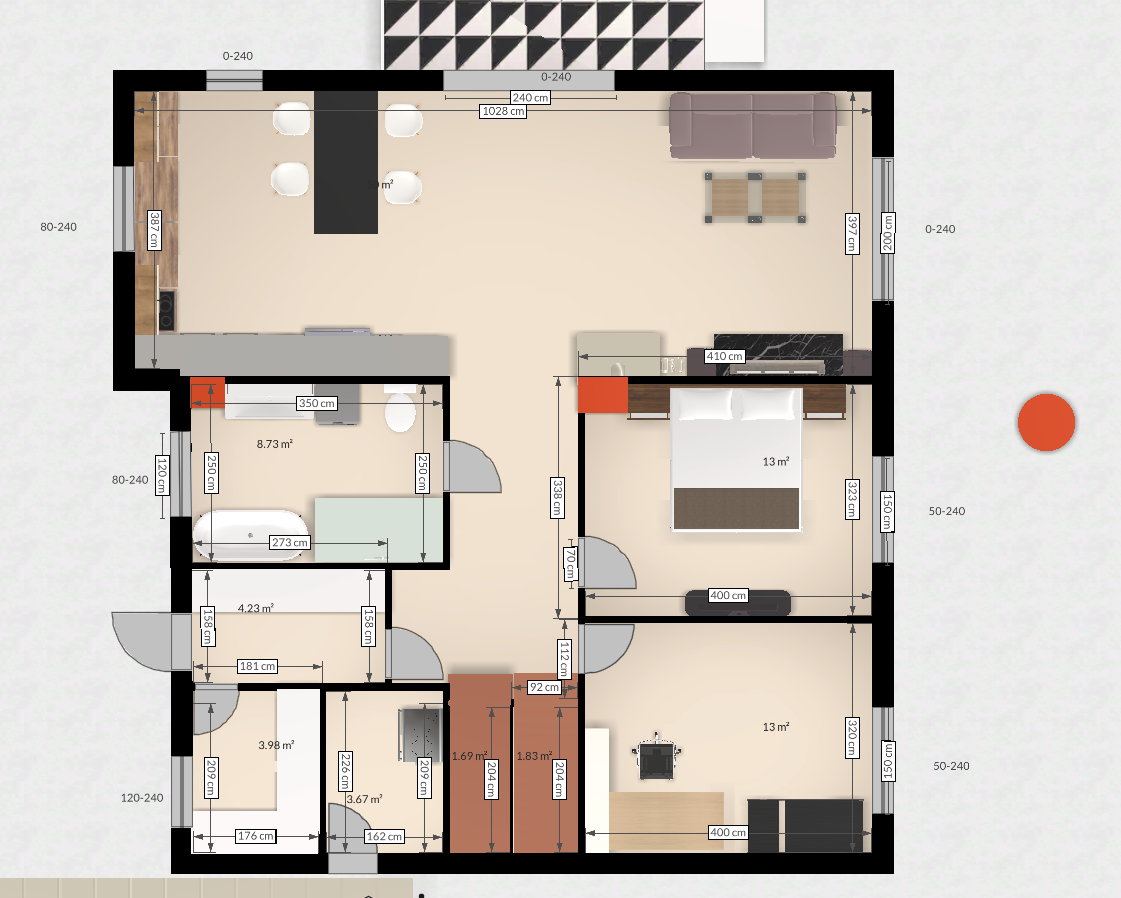 0-240
0-240
240 cm
1028 cm
m²
387 cm
397 cm
200 cm
80-240
0-240
410 cm
350 cm
8.73 m²
13 m²
80-240
120 cm
250 cm
250 cm
338 cm
323 cm
150 cm
50-240
273 cm
70 cm
400 cm
4.23 m²
158 cm
158 cm
181 cm
112 cm
92 cm
3.98 m²
13 m²
1.69 m²
1.83 m²
320 cm
150 cm
50-240
209 cm
226 cm
209 cm
204 cm
204 cm
120-240
3.67 m²
176 cm
162 cm
400 cm